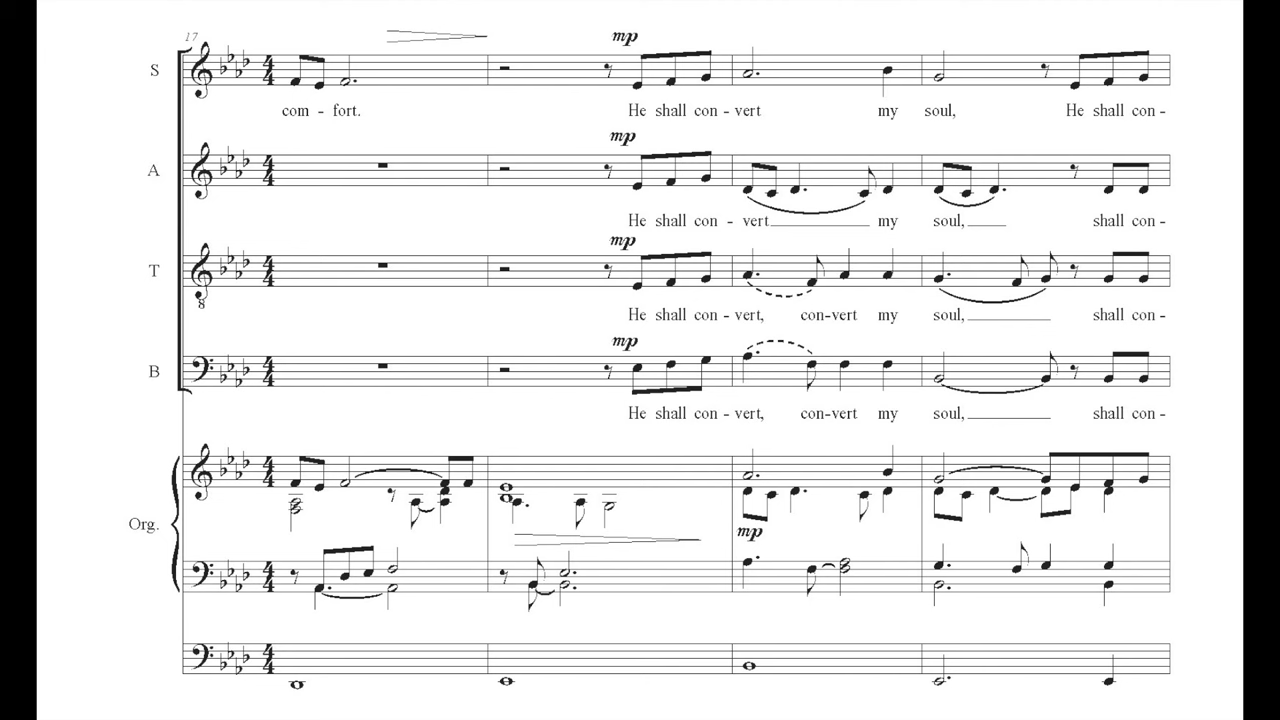 17
mp
S
com - fort. He shall con - vert my soul, He shall con -
mp
A
He shall con - vert my soul, shall con -
mp
T
8
He shall con - vert, con - vert my soul, shall con -
mp
B
He shall con - vert, con - vert my soul, shall con -
Org.
mp